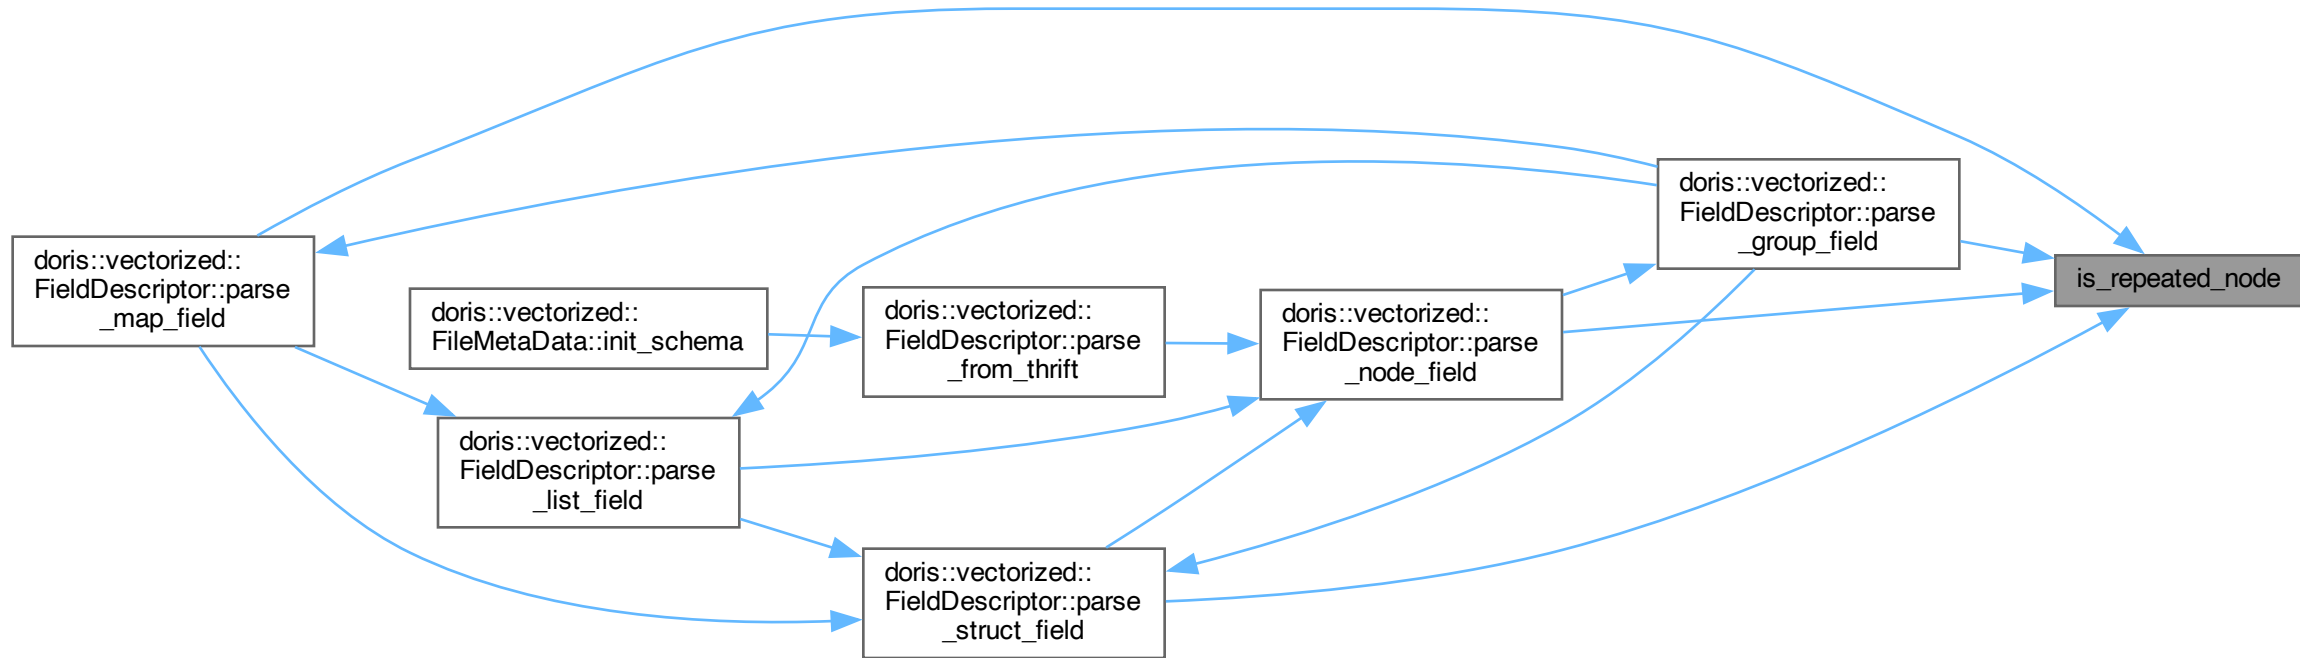 doris::vectorized::
FieldDescriptor::parse
_group_field
doris::vectorized::
FieldDescriptor::parse
_map_field
is_repeated_node
doris::vectorized::
FileMetaData::init_schema
doris::vectorized::
FieldDescriptor::parse
_from_thrift
doris::vectorized::
FieldDescriptor::parse
_node_field
doris::vectorized::
FieldDescriptor::parse
_list_field
doris::vectorized::
FieldDescriptor::parse
_struct_field